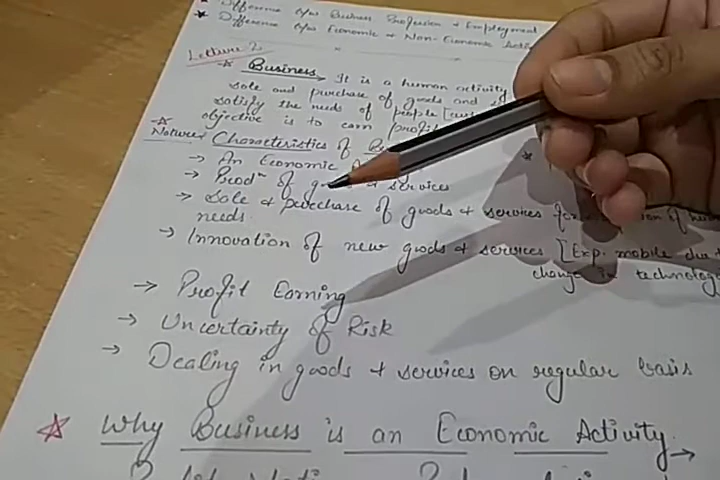 * Difference b/w Business Profession & Employment
* Difference b/w Economic & Non-Economic Activ
Lecture 2
* Business. It is a human activity
sale and purchase of goods and
satisfy the needs of people
objective is to earn profit
* Nature Characteristics of
→ An Economic
→ Prodⁿ of & services
→ Sale & purchase of goods & services of
needs.
→ Innovation of new goods & services [Exp. mobile due
change in technology
→ Profit Earning
→ Uncertainty of Risk
→ Dealing in goods & services on regular basis
☆ Why Business is an Economic Activity →